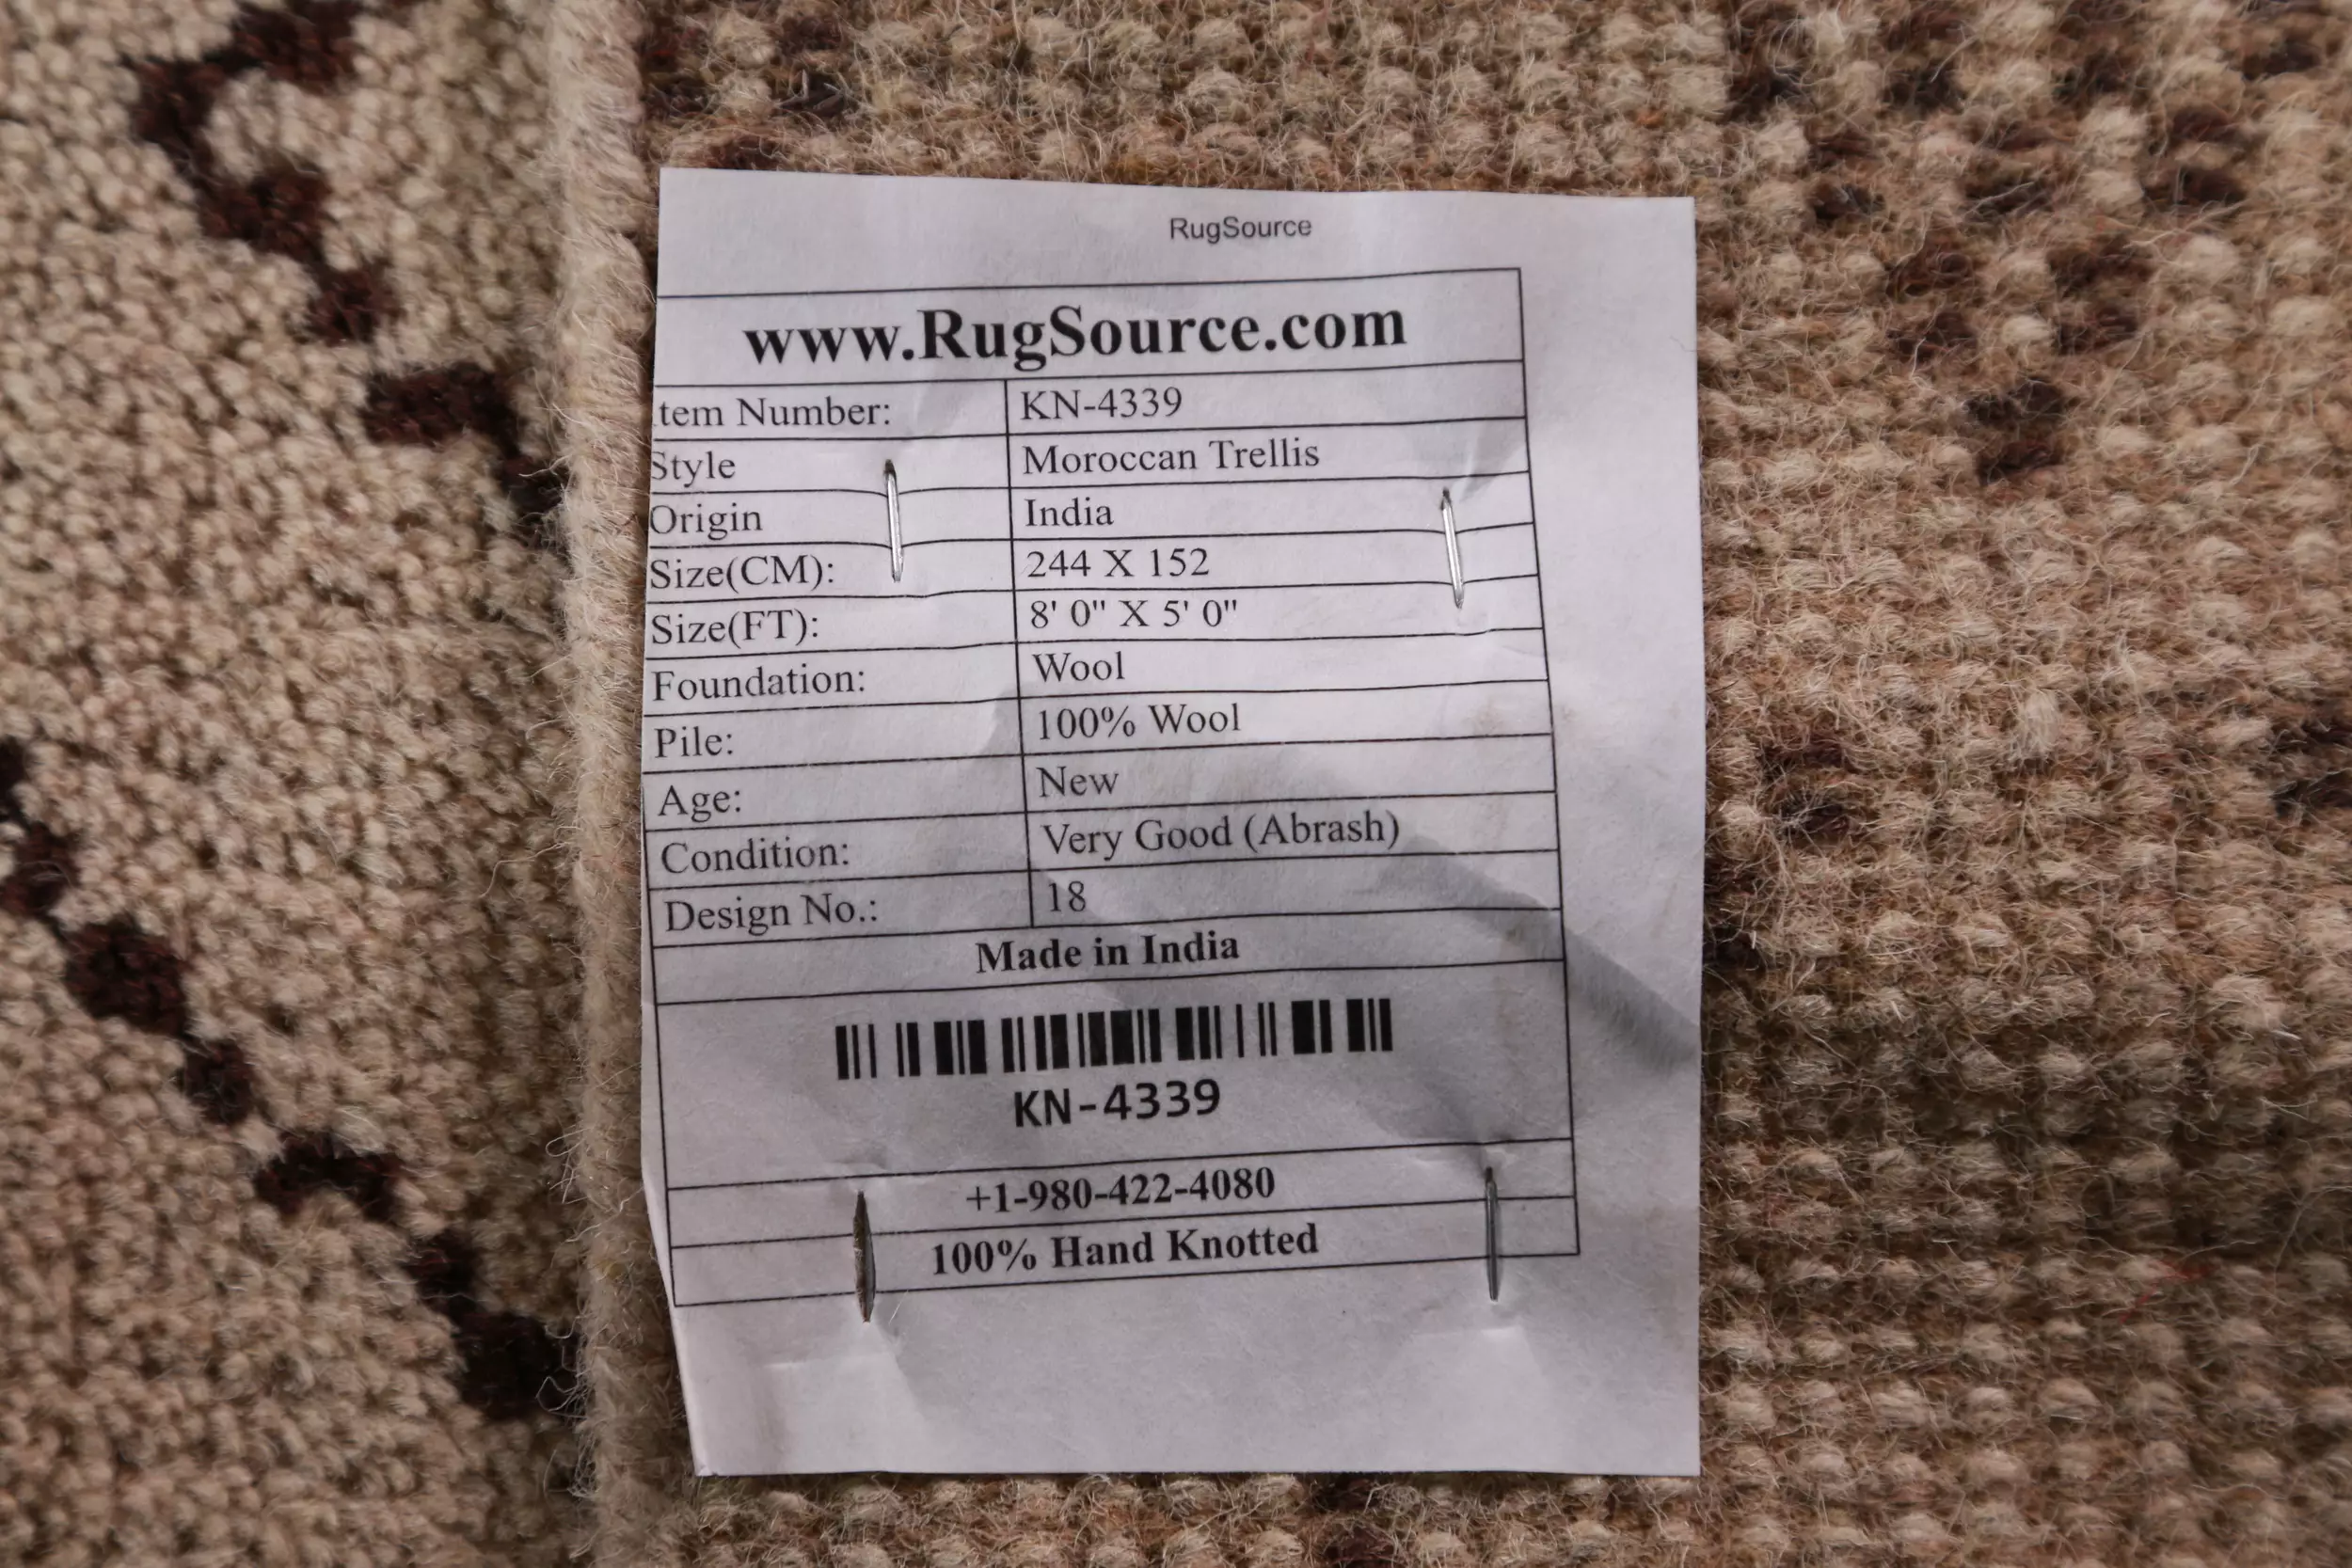 RugSource
www.RugSource.com
tem Number: KN-4339
Style Moroccan Trellis
Origin India
Size(CM): 244 X 152
Size(FT): 8' 0" X 5' 0"
Foundation: Wool
Pile: 100% Wool
Age: New
Condition: Very Good (Abrash)
Design No.: 18
Made in India
KN-4339
+1-980-422-4080
100% Hand Knotted